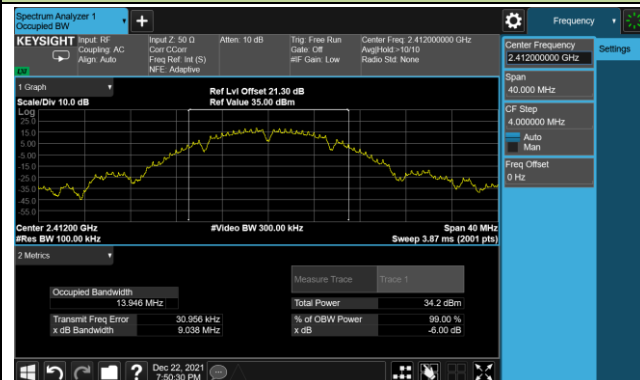 Spectrum Analyzer 1
Occupied BW
Frequency
KEYSIGHT
Input: RF
Coupling: AC
Align: Auto
Input Z: 50 Ω
Corr CCorr
Freq Ref: Int (S)
NFE: Adaptive
Atten: 10 dB
Trig: Free Run
Gate: Off
#IF Gain: Low
Center Freq: 2.412000000 GHz
Avg|Hold:>10/10
Radio Std: None
Center Frequency
2.412000000 GHz
Settings
Span
40.000 MHz
CF Step
4.000000 MHz
Auto
Man
Freq Offset
0 Hz
1 Graph
Scale/Div 10.0 dB
Ref Lvl Offset 21.30 dB
Ref Value 35.00 dBm
Log
25.0
15.0
5.00
-5.00
-15.0
-25.0
-35.0
-45.0
-55.0
Center 2.41200 GHz
#Res BW 100.00 kHz
#Video BW 300.00 kHz
Span 40 MHz
Sweep 3.87 ms (2001 pts)
2 Metrics
Measure Trace
Trace 1
Occupied Bandwidth
13.946 MHz
Total Power
34.2 dBm
Transmit Freq Error
30.956 kHz
% of OBW Power
99.00 %
x dB Bandwidth
9.038 MHz
x dB
-6.00 dB
Dec 22, 2021
7:50:30 PM